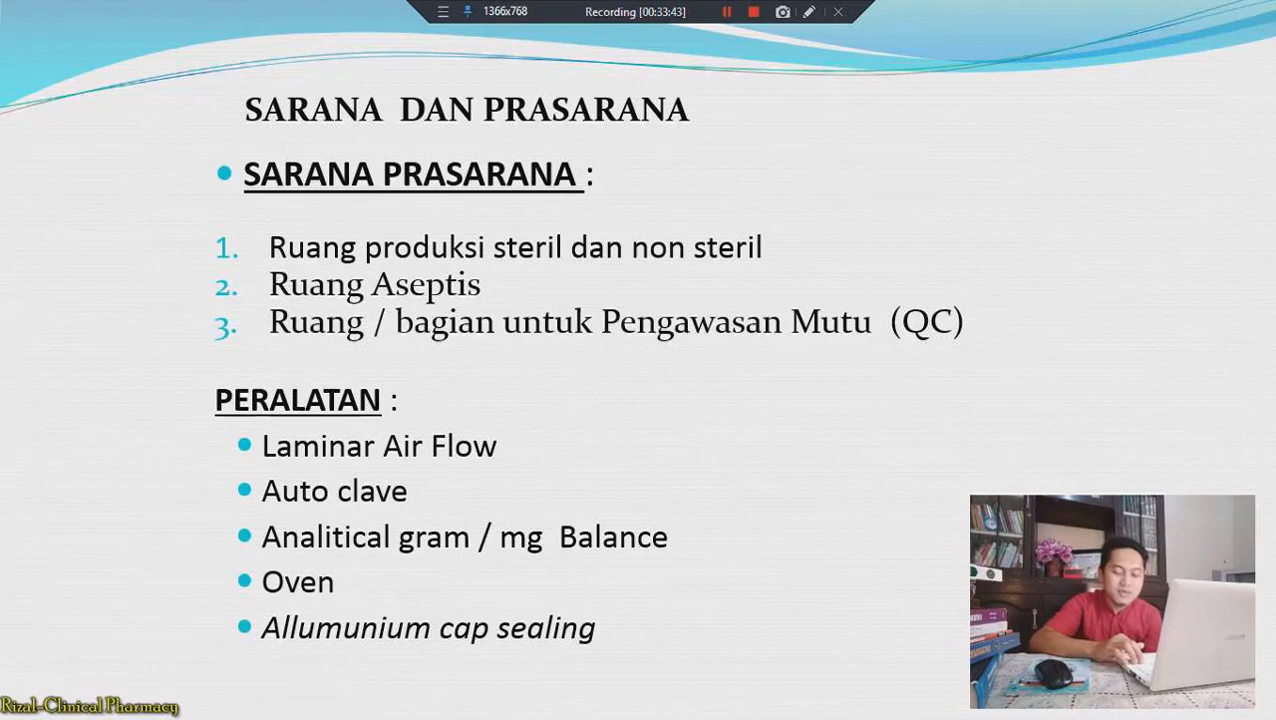 1366x768 Recording [00:33:43]
SARANA DAN PRASARANA
• SARANA PRASARANA :
1. Ruang produksi steril dan non steril
2. Ruang Aseptis
3. Ruang / bagian untuk Pengawasan Mutu (QC)
PERALATAN :
• Laminar Air Flow
• Auto clave
• Analitical gram / mg Balance
• Oven
• Allumunium cap sealing
ASUS
Rizal-Clinical Pharmacy